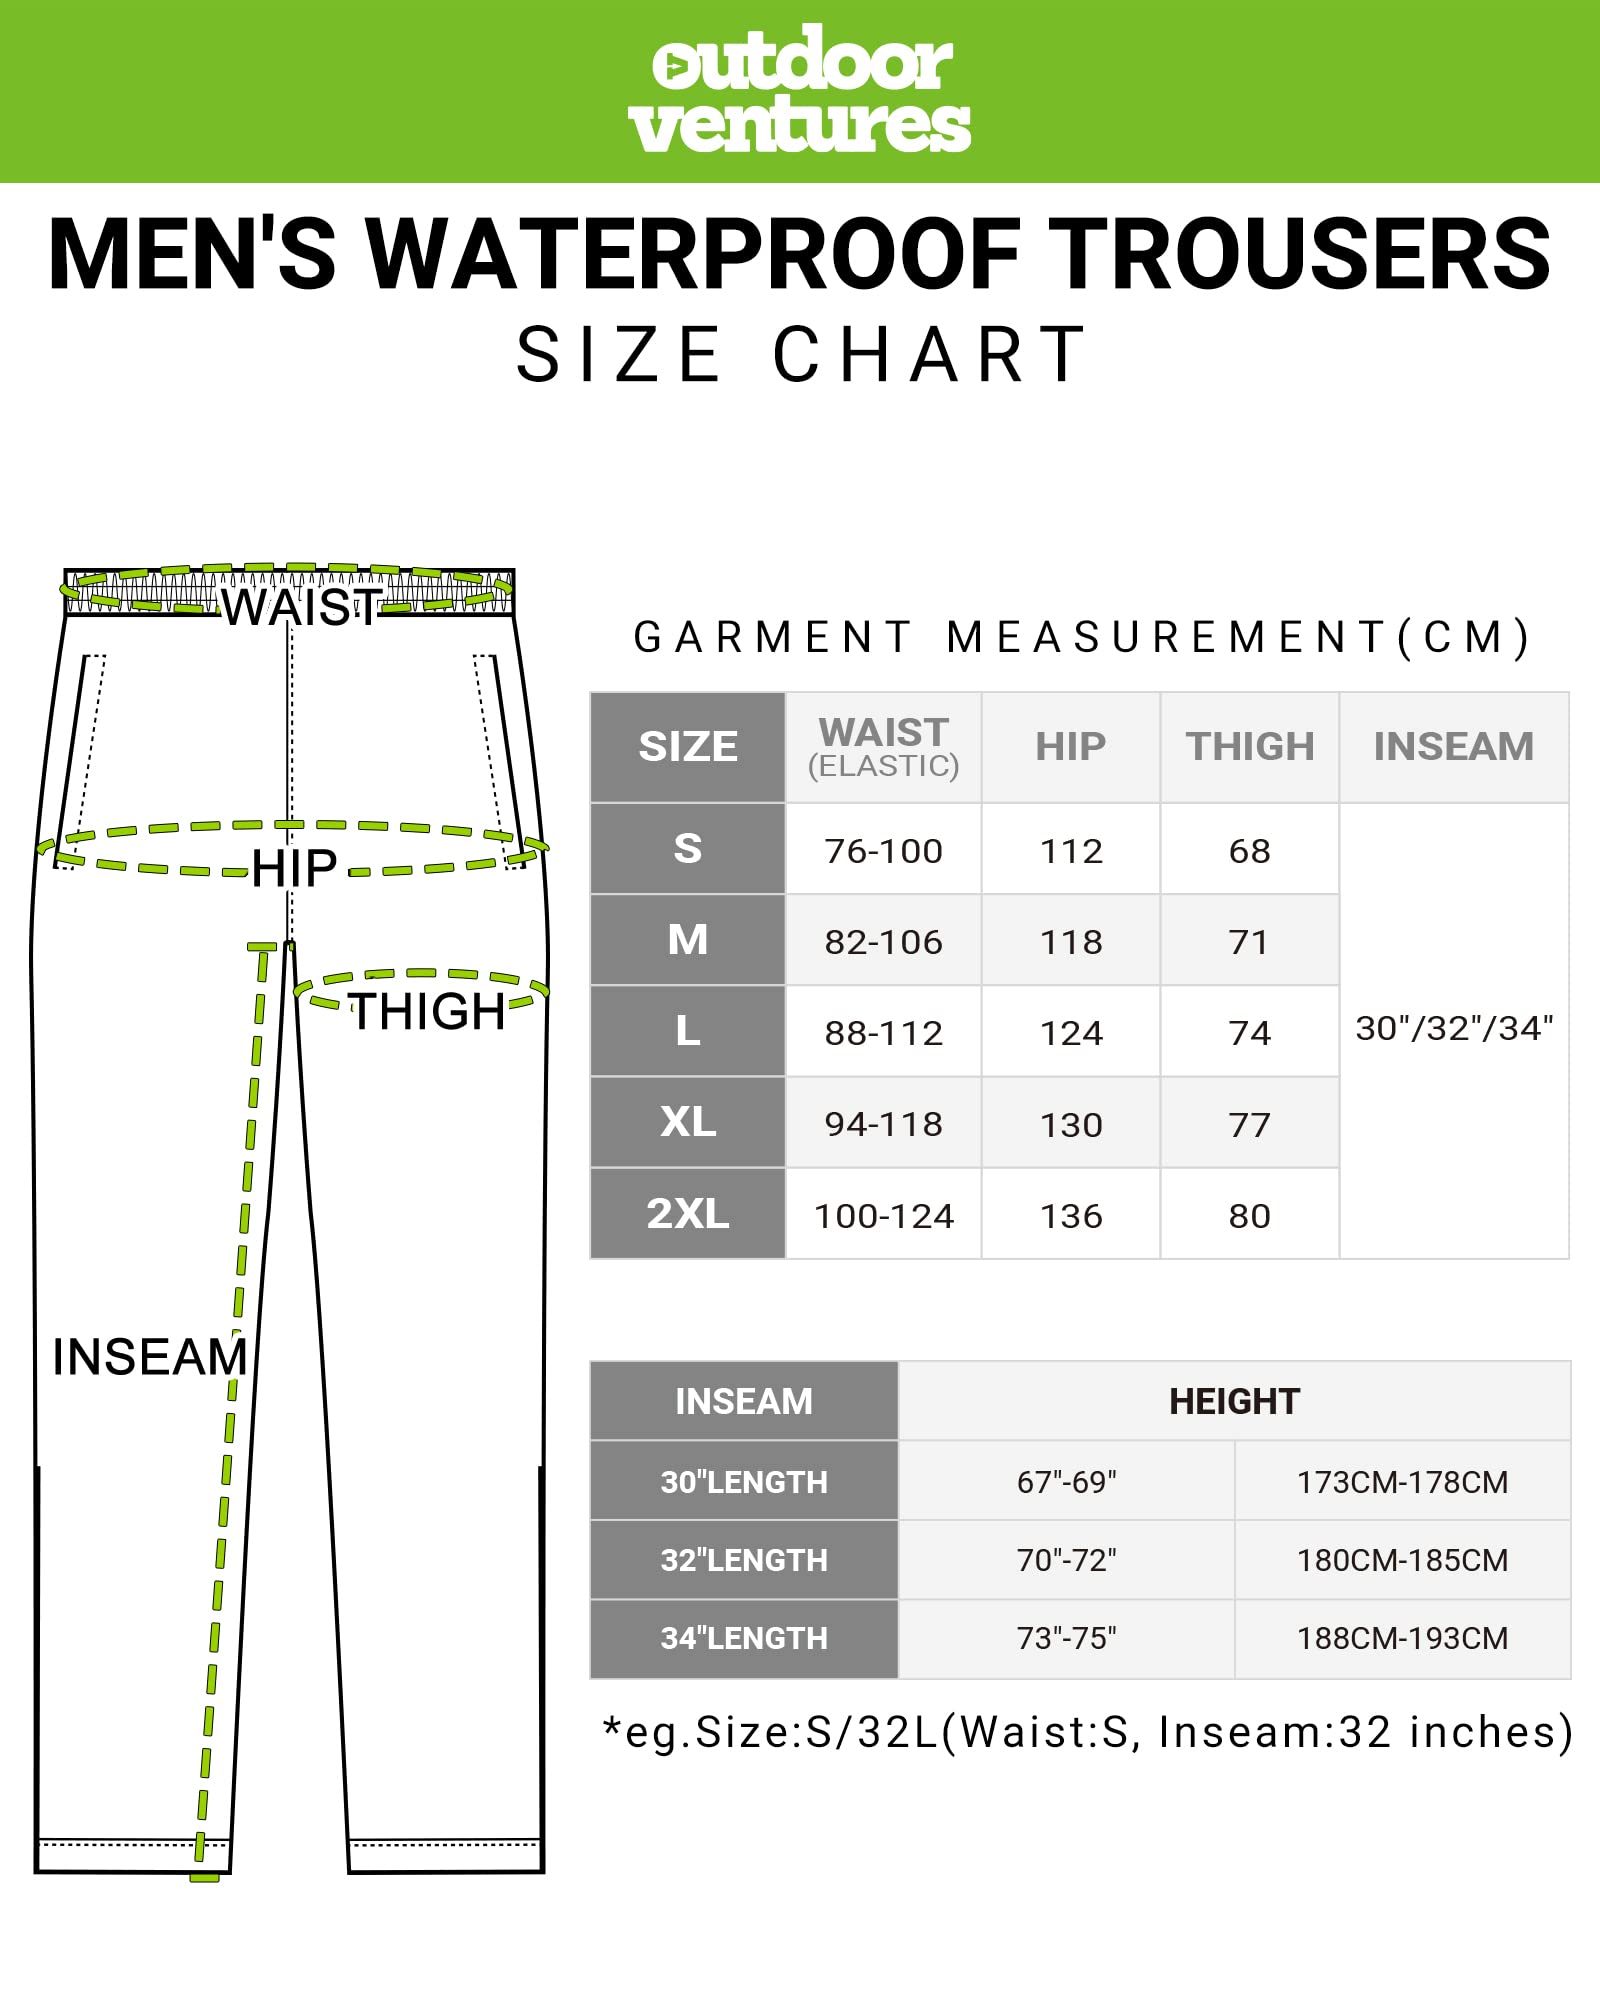 outdoor
ventures
MEN'S WATERPROOF TROUSERS
SIZE CHART
WAIST
HIP
THIGH
INSEAM
GARMENT MEASUREMENT(CM)
SIZE WAIST (ELASTIC) HIP THIGH INSEAM
S 76-100 112 68
M 82-106 118 71
L 88-112 124 74 30"/32"/34"
XL 94-118 130 77
2XL 100-124 136 80
INSEAM HEIGHT
30"LENGTH 67"-69" 173CM-178CM
32"LENGTH 70"-72" 180CM-185CM
34"LENGTH 73"-75" 188CM-193CM
*eg.Size:S/32L(Waist:S, Inseam:32 inches)